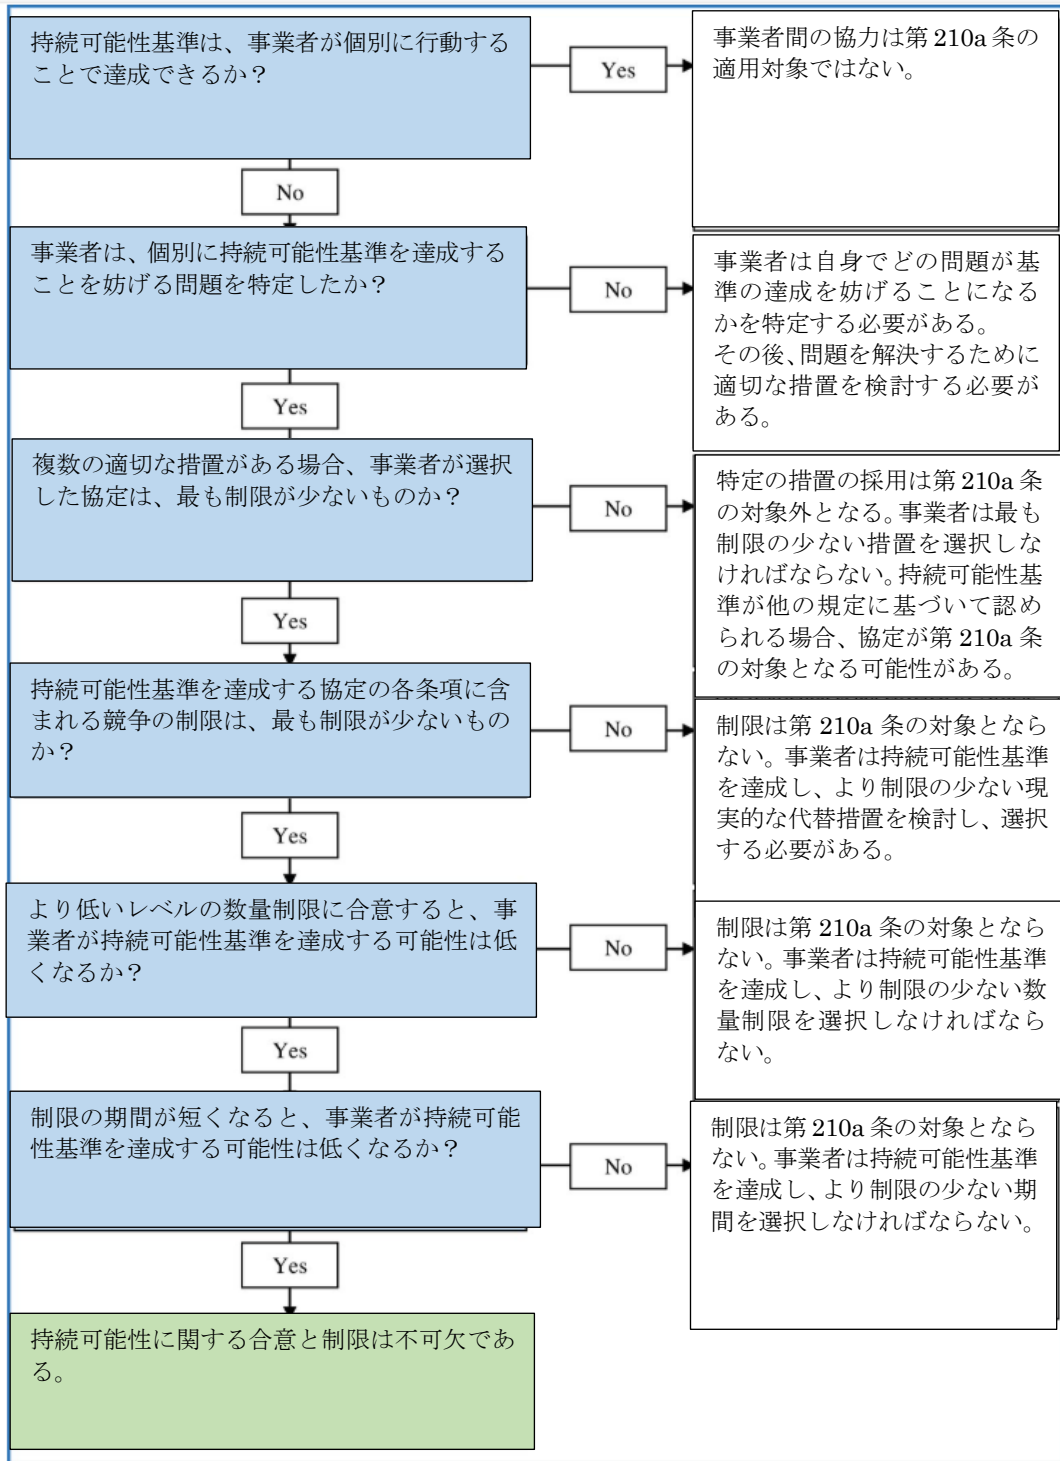 持続可能性基準は、事業者が個別に行動する
ことで達成できるか？
Yes
事業者間の協力は第 210a 条の
適用対象ではない。
No
事業者は、個別に持続可能性基準を達成する
ことを妨げる問題を特定したか？
No
事業者は自身でどの問題が基
準の達成を妨げることになる
かを特定する必要がある。
その後、問題を解決するために
適切な措置を検討する必要が
ある。
Yes
複数の適切な措置がある場合、事業者が選択
した協定は、最も制限が少ないものか？
No
特定の措置の採用は第 210a 条
の対象外となる。事業者は最も
制限の少ない措置を選択しな
ければならない。持続可能性基
準が他の規定に基づいて認め
られる場合、協定が第 210a 条
の対象となる可能性がある。
Yes
持続可能性基準を達成する協定の各条項に含
まれる競争の制限は、最も制限が少ないもの
か？
No
制限は第 210a 条の対象となら
ない。事業者は持続可能性基準
を達成し、より制限の少ない現
実的な代替措置を検討し、選択
する必要がある。
Yes
より低いレベルの数量制限に合意すると、事
業者が持続可能性基準を達成する可能性は低
くなるか？
No
制限は第 210a 条の対象となら
ない。事業者は持続可能性基準
を達成し、より制限の少ない数
量制限を選択しなければなら
ない。
Yes
制限の期間が短くなると、事業者が持続可能
性基準を達成する可能性は低くなるか？
No
制限は第 210a 条の対象となら
ない。事業者は持続可能性基準
を達成し、より制限の少ない期
間を選択しなければならない。
Yes
持続可能性に関する合意と制限は不可欠であ
る。